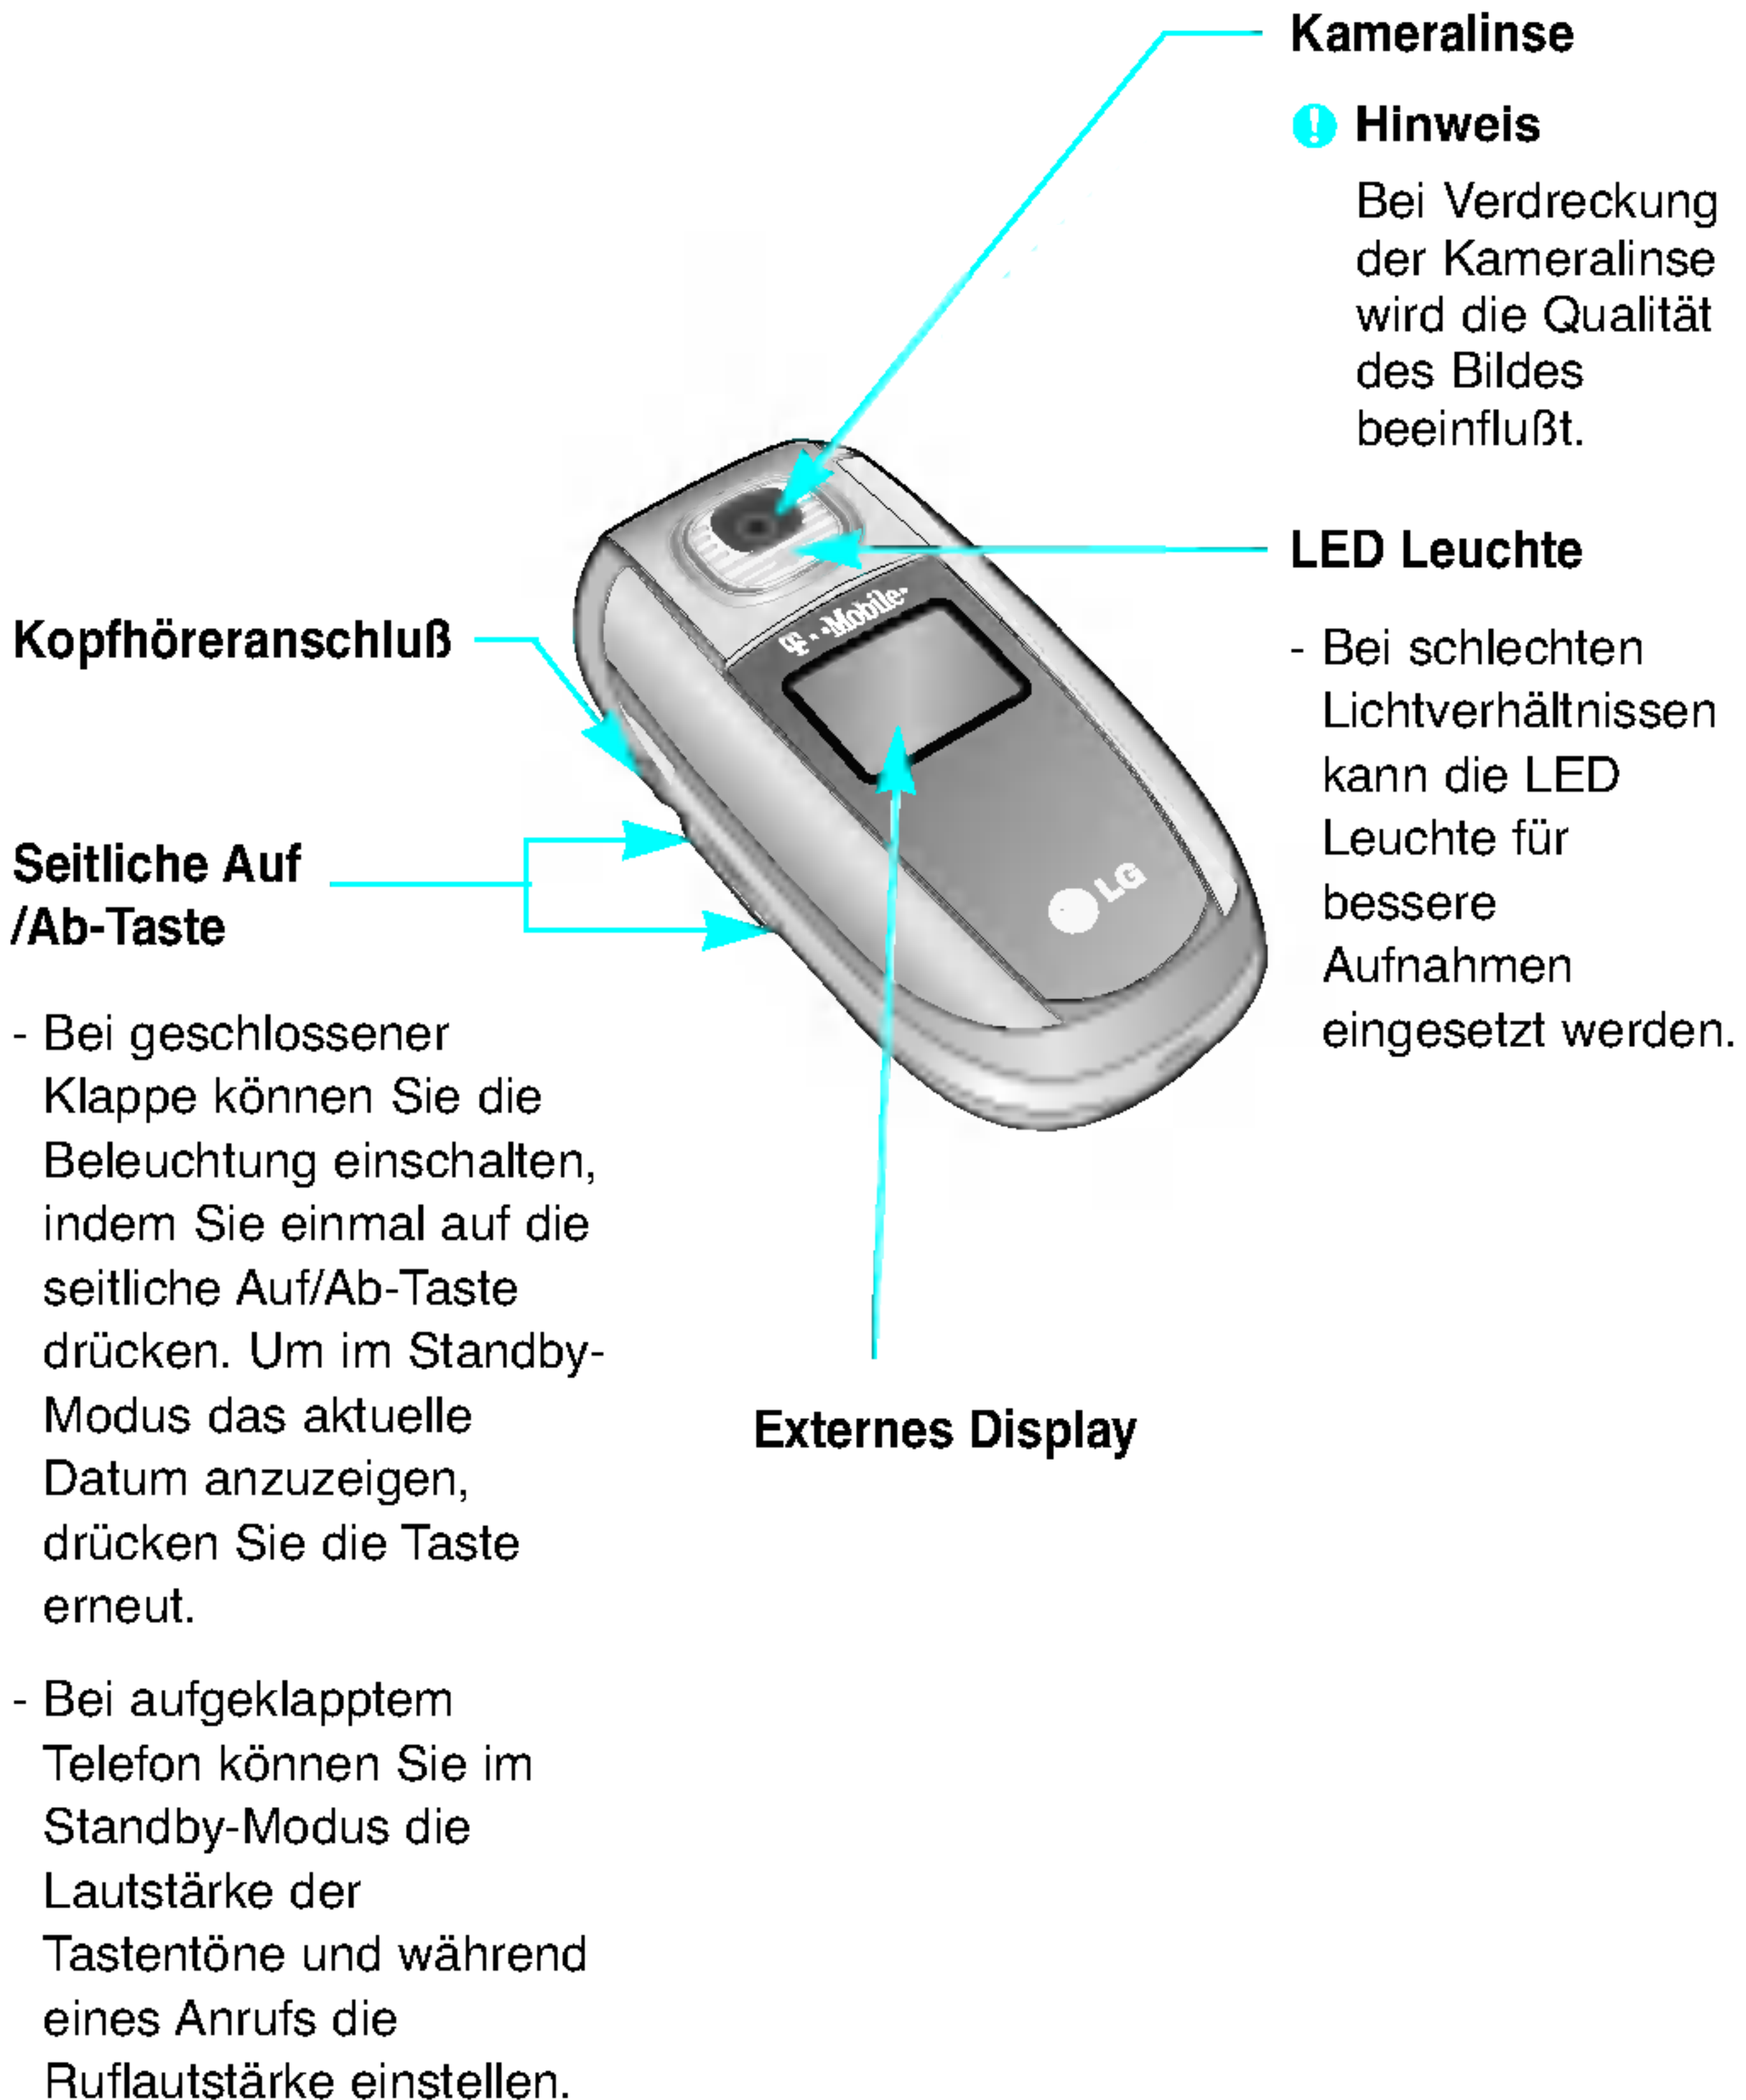 Kameralinse
! Hinweis
Bei Verdreckung
der Kameralinse
wird die Qualität
des Bildes
beeinflußt.
LED Leuchte
- Bei schlechten
Lichtverhältnissen
kann die LED
Leuchte für
bessere
Aufnahmen
eingesetzt werden.
Kopfhöreranschluß
Seitliche Auf
/Ab-Taste
- Bei geschlossener
Klappe können Sie die
Beleuchtung einschalten,
indem Sie einmal auf die
seitliche Auf/Ab-Taste
drücken. Um im Standby-
Modus das aktuelle
Datum anzuzeigen,
drücken Sie die Taste
erneut.
- Bei aufgeklapptem
Telefon können Sie im
Standby-Modus die
Lautstärke der
Tastentöne und während
eines Anrufs die
Ruflautstärke einstellen.
T··Mobile·
LG
Externes Display